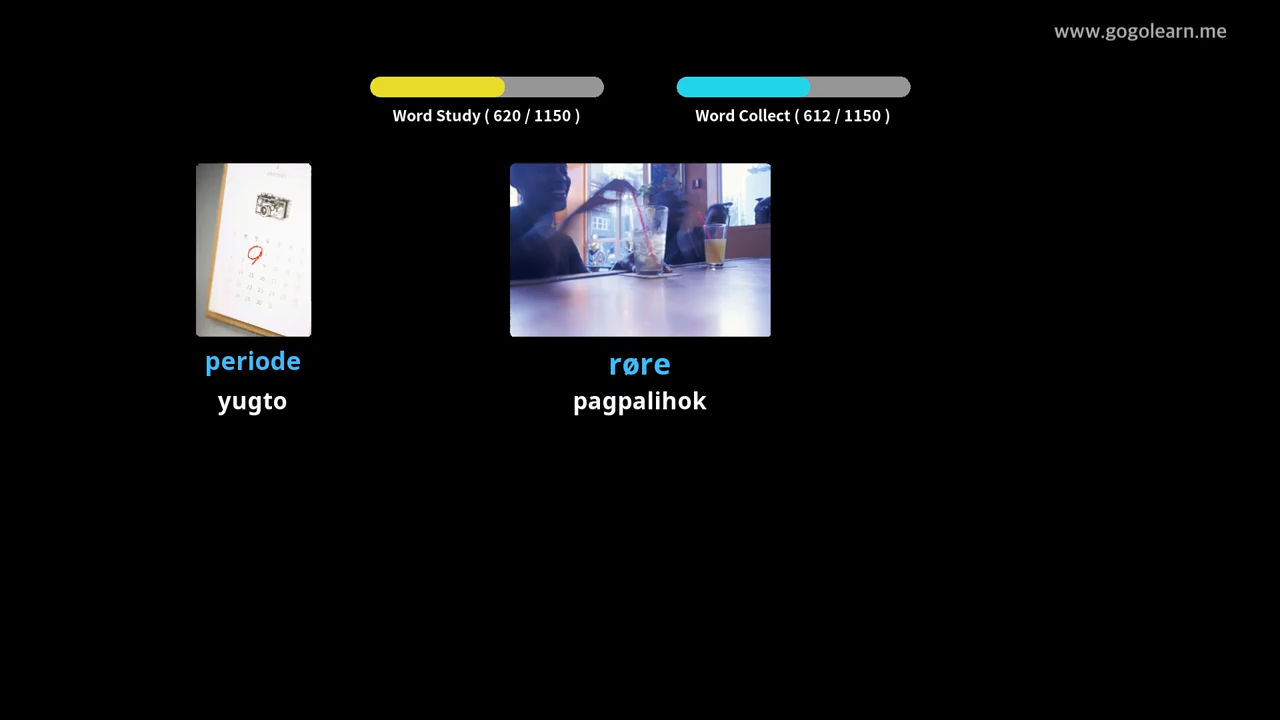 www.gogolearn.me
Word Study ( 620 / 1150 )
Word Collect ( 612 / 1150 )
periode
røre
yugto
pagpalihok